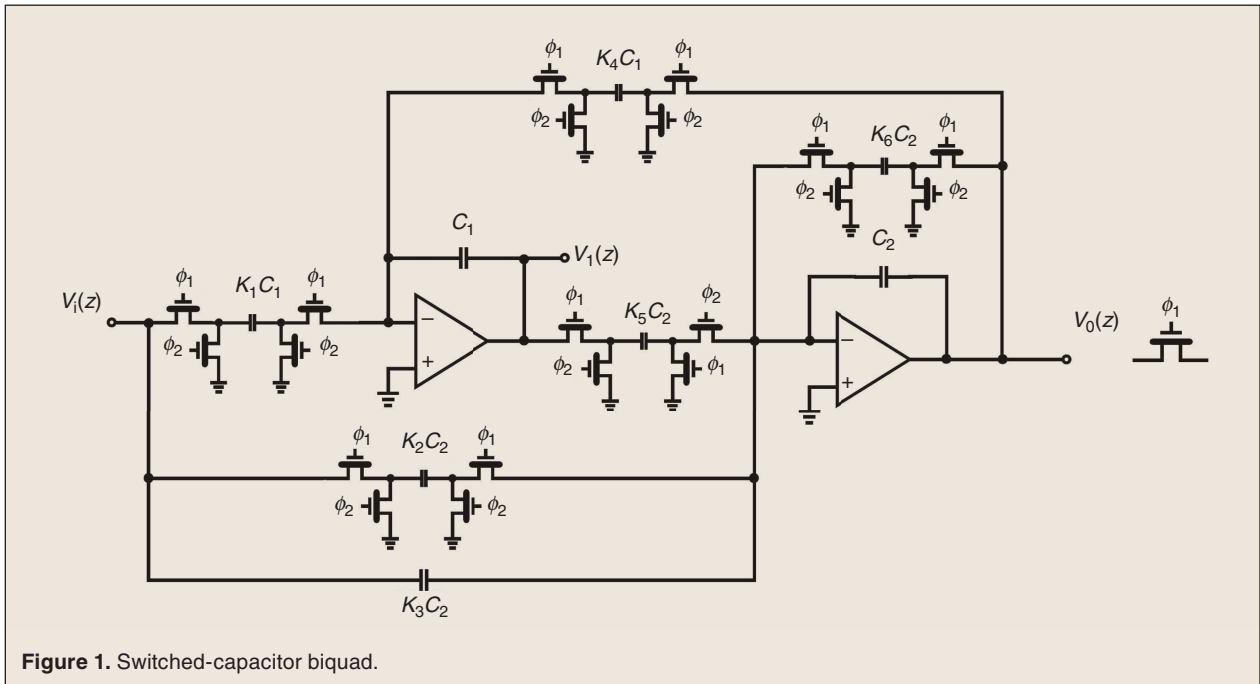 ϕ1 K4C1 ϕ1
ϕ2 ϕ2
ϕ1 K6C2 ϕ1
ϕ2 ϕ2
C1
V1(z)
C2
Vi(z)
ϕ1 K1C1 ϕ1
ϕ2 ϕ2
−
+
ϕ1 K5C2 ϕ2
ϕ2 ϕ1
−
+
V0(z)
ϕ1
ϕ1 K2C2 ϕ1
ϕ2 ϕ2
K3C2
Figure 1. Switched-capacitor biquad.